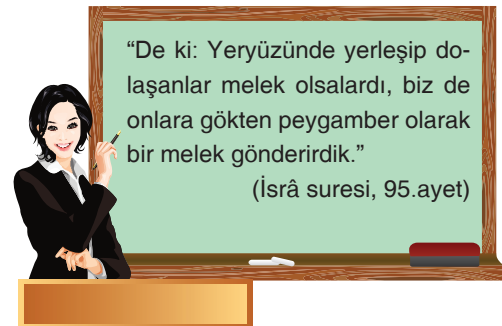 “De ki: Yeryüzünde yerleşip do-
laşanlar melek olsalardı, biz de
onlara gökten peygamber olarak
bir melek gönderirdik.”
(İsrâ suresi, 95.ayet)